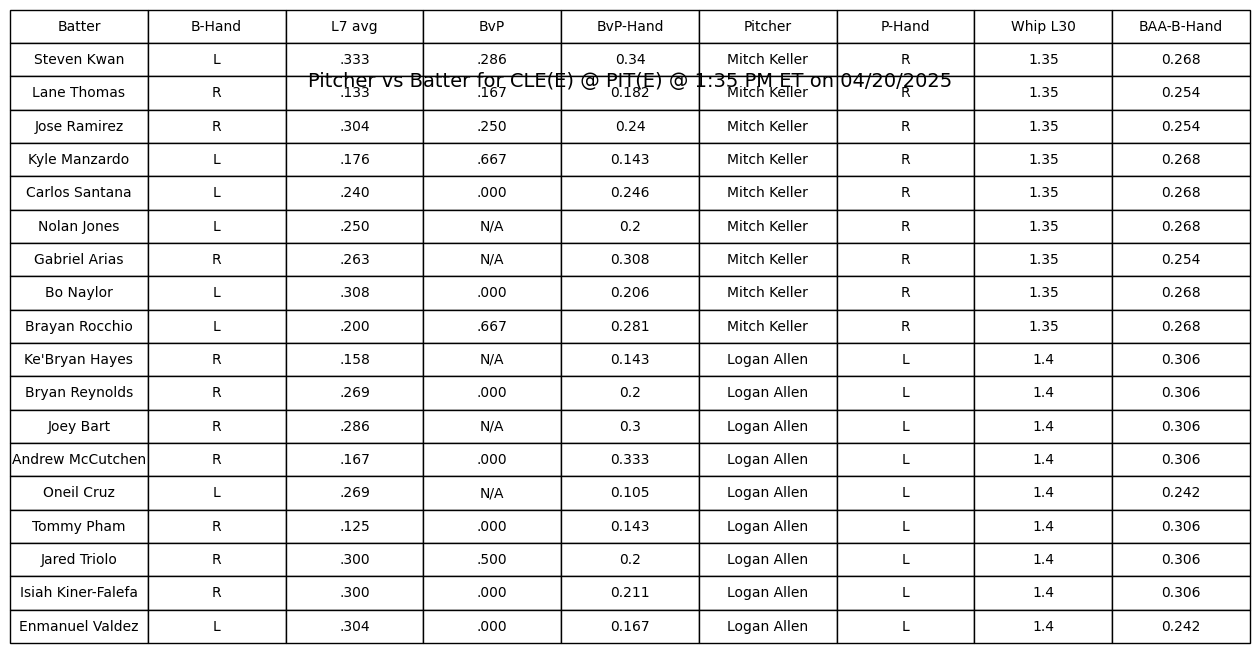 Batter B-Hand L7 avg BvP BvP-Hand Pitcher P-Hand Whip L30 BAA-B-Hand
Steven Kwan L .333 .286 0.34 Mitch Keller R 1.35 0.268
Pitcher vs Batter for CLE(E) @ PIT(E) @ 1:35 PM ET on 04/20/2025
Lane Thomas R .133 .167 0.182 Mitch Keller R 1.35 0.254
Jose Ramirez R .304 .250 0.24 Mitch Keller R 1.35 0.254
Kyle Manzardo L .176 .667 0.143 Mitch Keller R 1.35 0.268
Carlos Santana L .240 .000 0.246 Mitch Keller R 1.35 0.268
Nolan Jones L .250 N/A 0.2 Mitch Keller R 1.35 0.268
Gabriel Arias R .263 N/A 0.308 Mitch Keller R 1.35 0.254
Bo Naylor L .308 .000 0.206 Mitch Keller R 1.35 0.268
Brayan Rocchio L .200 .667 0.281 Mitch Keller R 1.35 0.268
Ke'Bryan Hayes R .158 N/A 0.143 Logan Allen L 1.4 0.306
Bryan Reynolds R .269 .000 0.2 Logan Allen L 1.4 0.306
Joey Bart R .286 N/A 0.3 Logan Allen L 1.4 0.306
Andrew McCutchen R .167 .000 0.333 Logan Allen L 1.4 0.306
Oneil Cruz L .269 N/A 0.105 Logan Allen L 1.4 0.242
Tommy Pham R .125 .000 0.143 Logan Allen L 1.4 0.306
Jared Triolo R .300 .500 0.2 Logan Allen L 1.4 0.306
Isiah Kiner-Falefa R .300 .000 0.211 Logan Allen L 1.4 0.306
Enmanuel Valdez L .304 .000 0.167 Logan Allen L 1.4 0.242